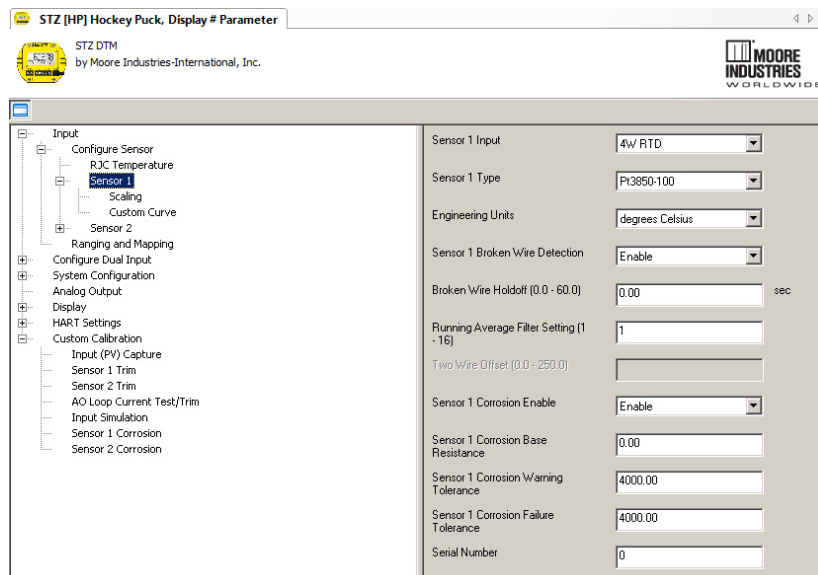 STZ [HP] Hockey Puck, Display # Parameter
STZ DTM
by Moore Industries-International, Inc.
MOORE
INDUSTRIES
WORLDWIDE
Input
Configure Sensor
RJC Temperature
Sensor 1
Scaling
Custom Curve
Sensor 2
Ranging and Mapping
Configure Dual Input
System Configuration
Analog Output
Display
HART Settings
Custom Calibration
Input (PV) Capture
Sensor 1 Trim
Sensor 2 Trim
AO Loop Current Test/Trim
Input Simulation
Sensor 1 Corrosion
Sensor 2 Corrosion
Sensor 1 Input 4W RTD
Sensor 1 Type Pt3850-100
Engineering Units degrees Celsius
Sensor 1 Broken Wire Detection Enable
Broken Wire Holdoff (0.0 - 60.0) 0.00 sec
Running Average Filter Setting (1 1
- 16)
Two Wire Offset (0.0 - 250.0)
Sensor 1 Corrosion Enable Enable
Sensor 1 Corrosion Base 0.00
Resistance
Sensor 1 Corrosion Warning 4000.00
Tolerance
Sensor 1 Corrosion Failure 4000.00
Tolerance
Serial Number 0